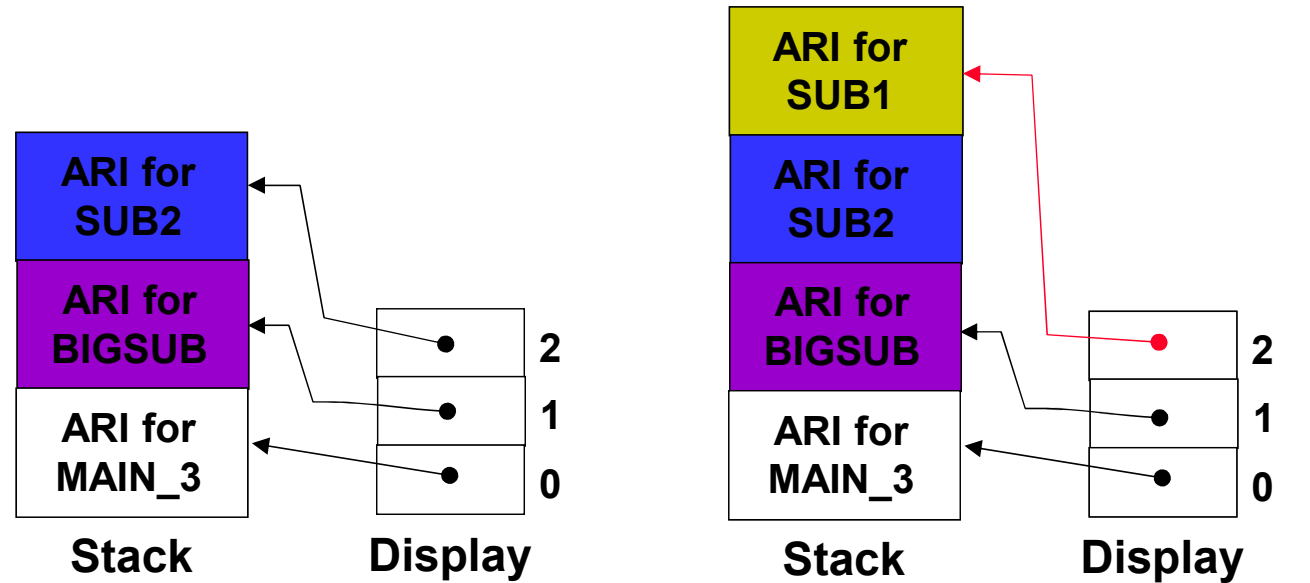 ARI for
SUB2
ARI for
BIGSUB
ARI for
MAIN_3
Stack
2
1
0
Display
ARI for
SUB1
ARI for
SUB2
ARI for
BIGSUB
ARI for
MAIN_3
Stack
2
1
0
Display